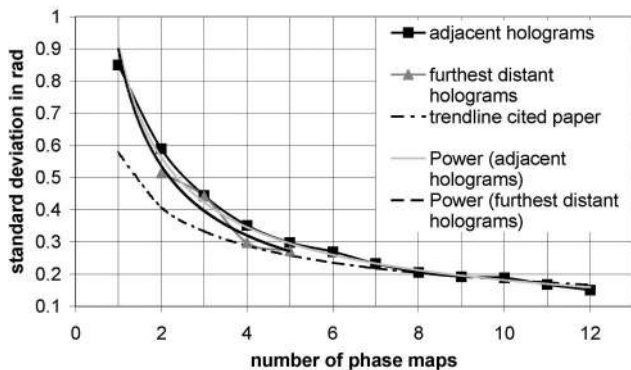 standard deviation in rad
1
0.9
0.8
0.7
0.6
0.5
0.4
0.3
0.2
0.1
0 2 4 6 8 10 12
number of phase maps
adjacent holograms
furthest distant
holograms
trendline cited paper
Power (adjacent
holograms)
Power (furthest distant
holograms)